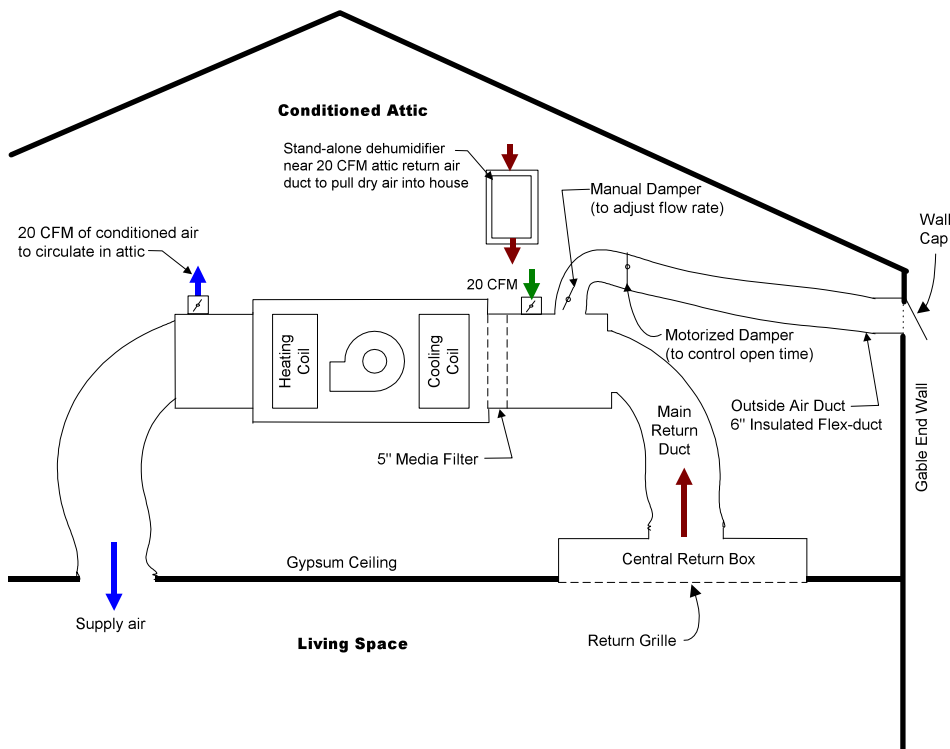 Conditioned Attic
Stand-alone dehumidifier
near 20 CFM attic return air
duct to pull dry air into house
Manual Damper
(to adjust flow rate)
Wall
Cap
20 CFM of conditioned air
to circulate in attic
20 CFM
Heating
Coil
Cooling
Coil
Motorized Damper
(to control open time)
Outside Air Duct
6" Insulated Flex-duct
Main
Return
Duct
5" Media Filter
Gable End Wall
Gypsum Ceiling
Central Return Box
Supply air
Return Grille
Living Space